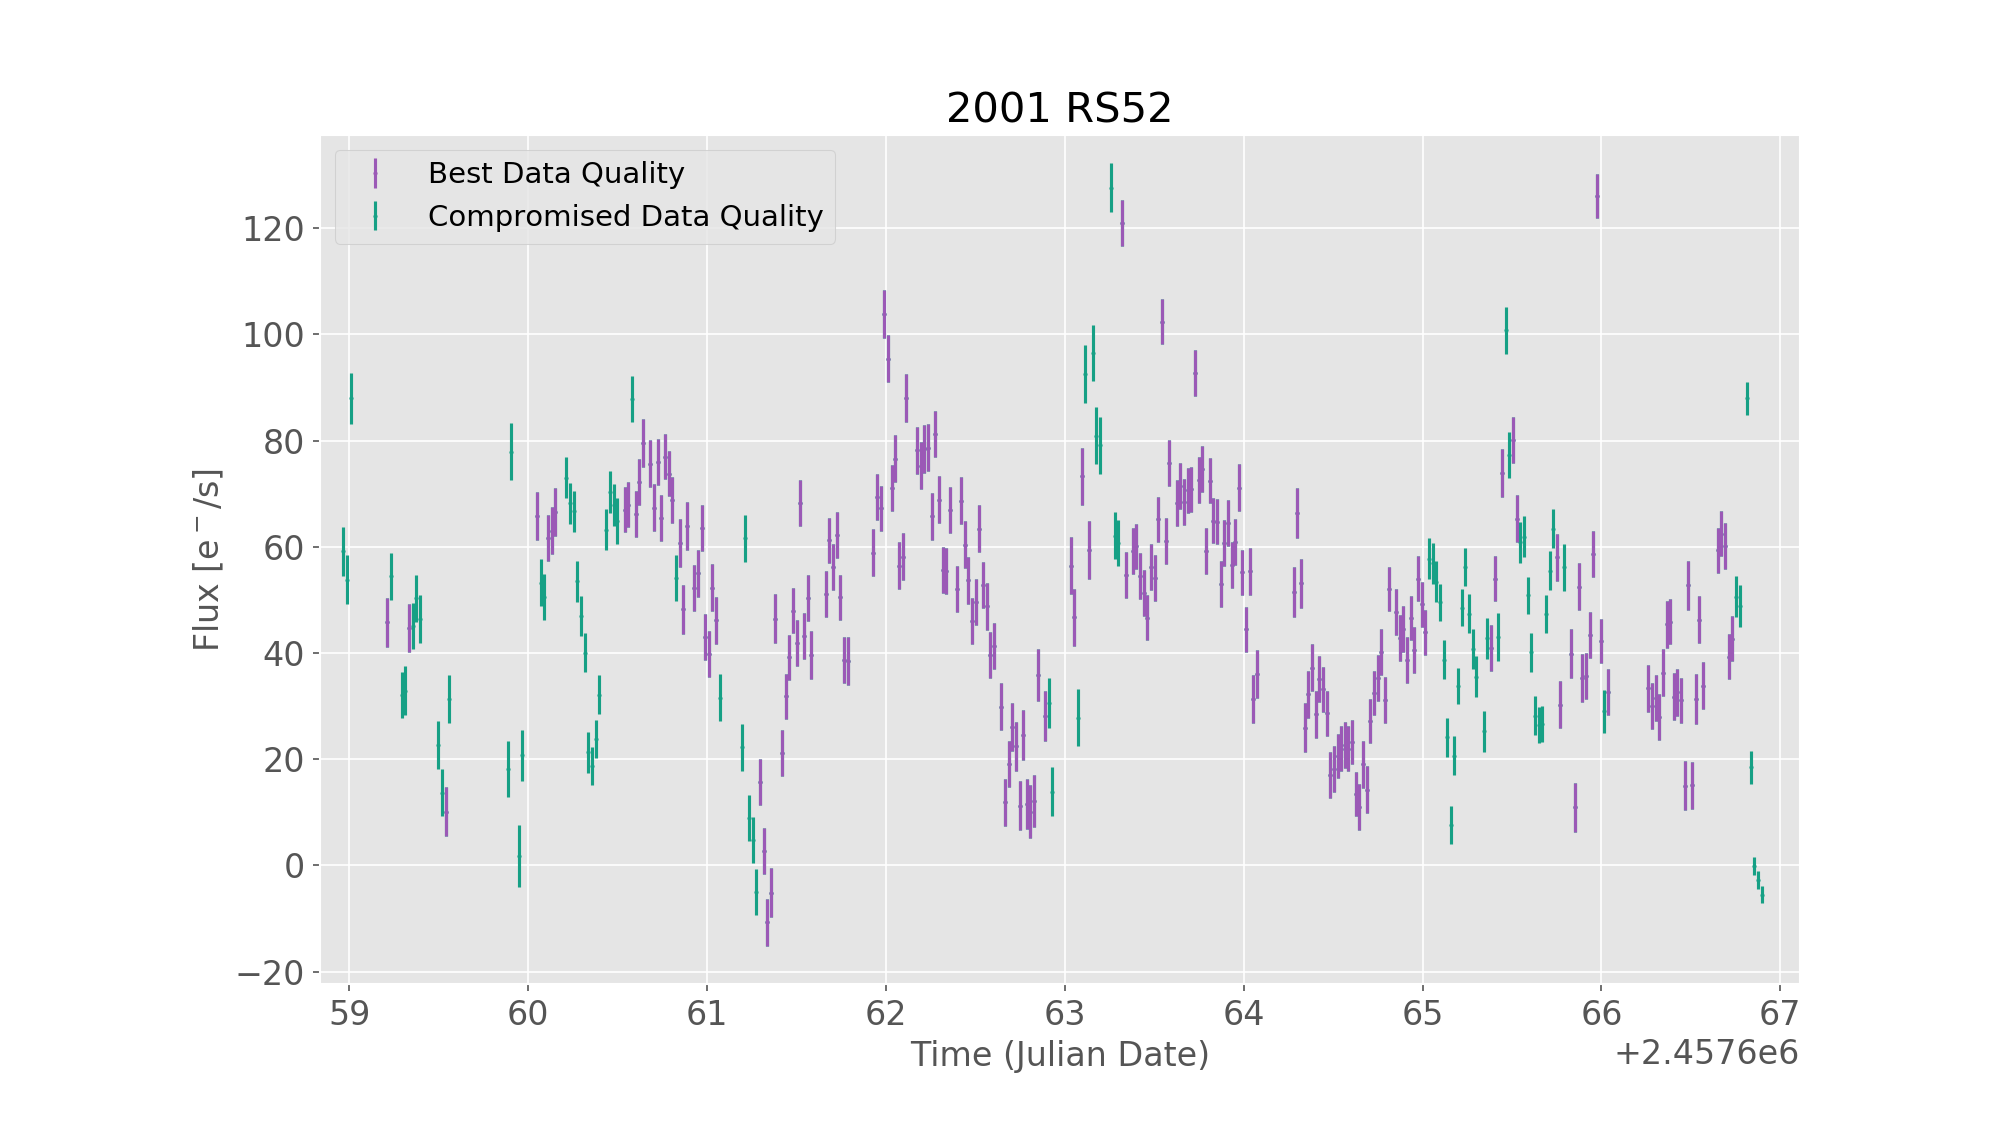 2001 RS52
Best Data Quality
Compromised Data Quality
120
100
80
60
40
20
0
−20
Flux [e⁻/s]
59 60 61 62 63 64 65 66 67
Time (Julian Date)
+2.4576e6